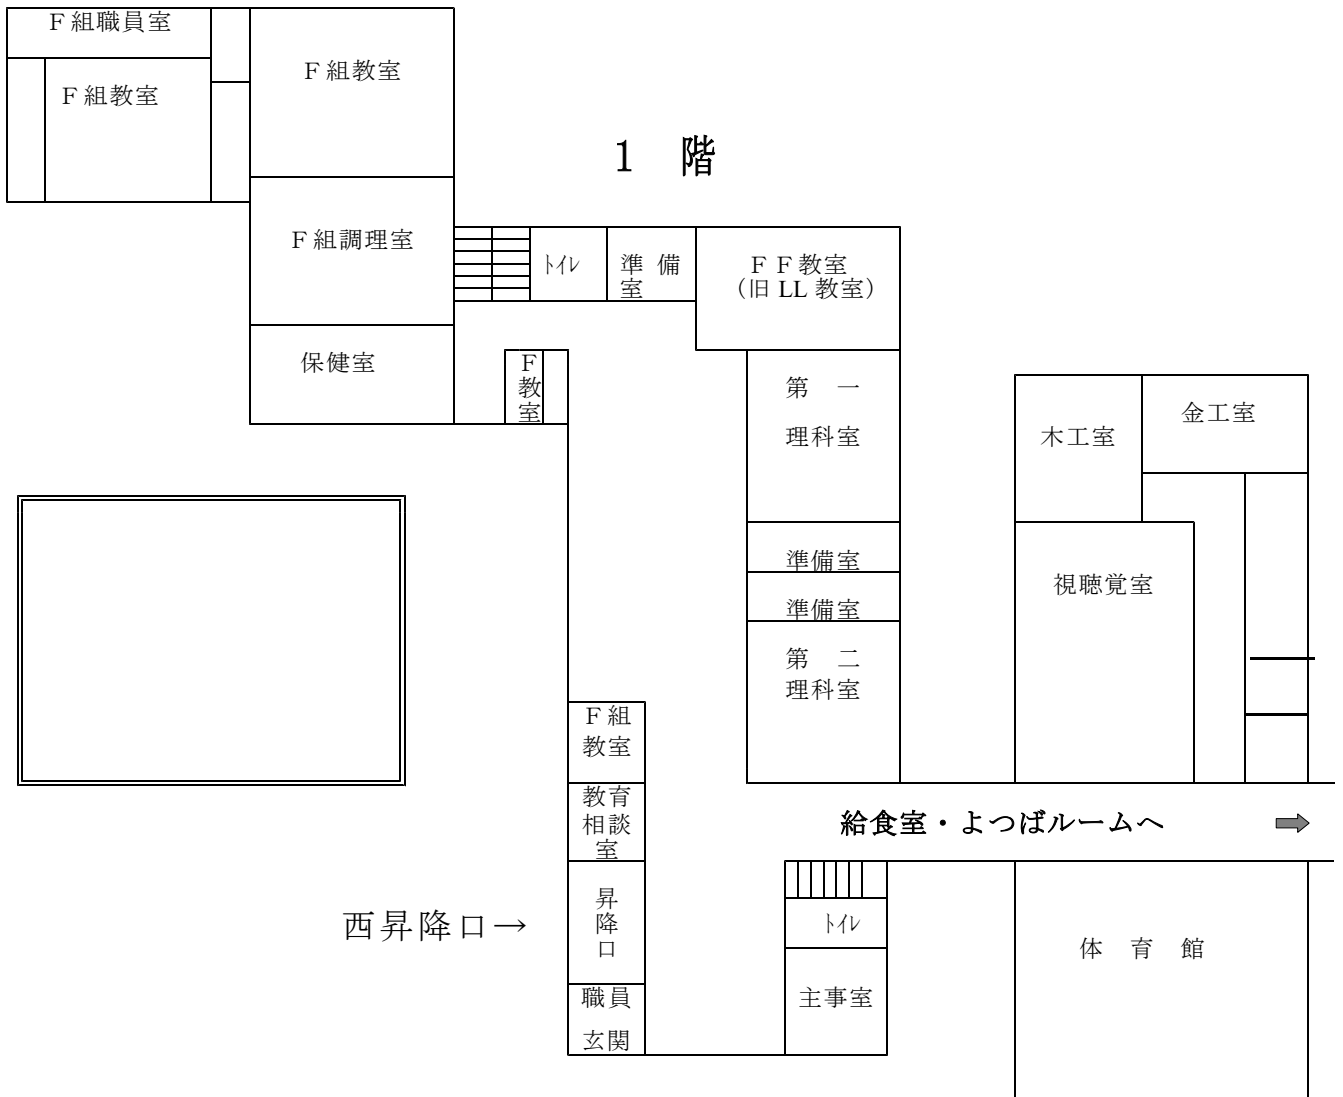 Ｆ組職員室
Ｆ組教室
Ｆ組教室
１　階
Ｆ組調理室
ﾄｲﾚ
準 備
室
ＦＦ教室
（旧 LL 教室）
保健室
Ｆ
教
室
第　一
理科室
木工室
金工室
準備室
準備室
視聴覚室
第　二
理科室
Ｆ組
教室
教育
相談
室
給食室・よつばルームへ
昇
降
口
西昇降口→
ﾄｲﾚ
体　育　館
職員
玄関
主事室